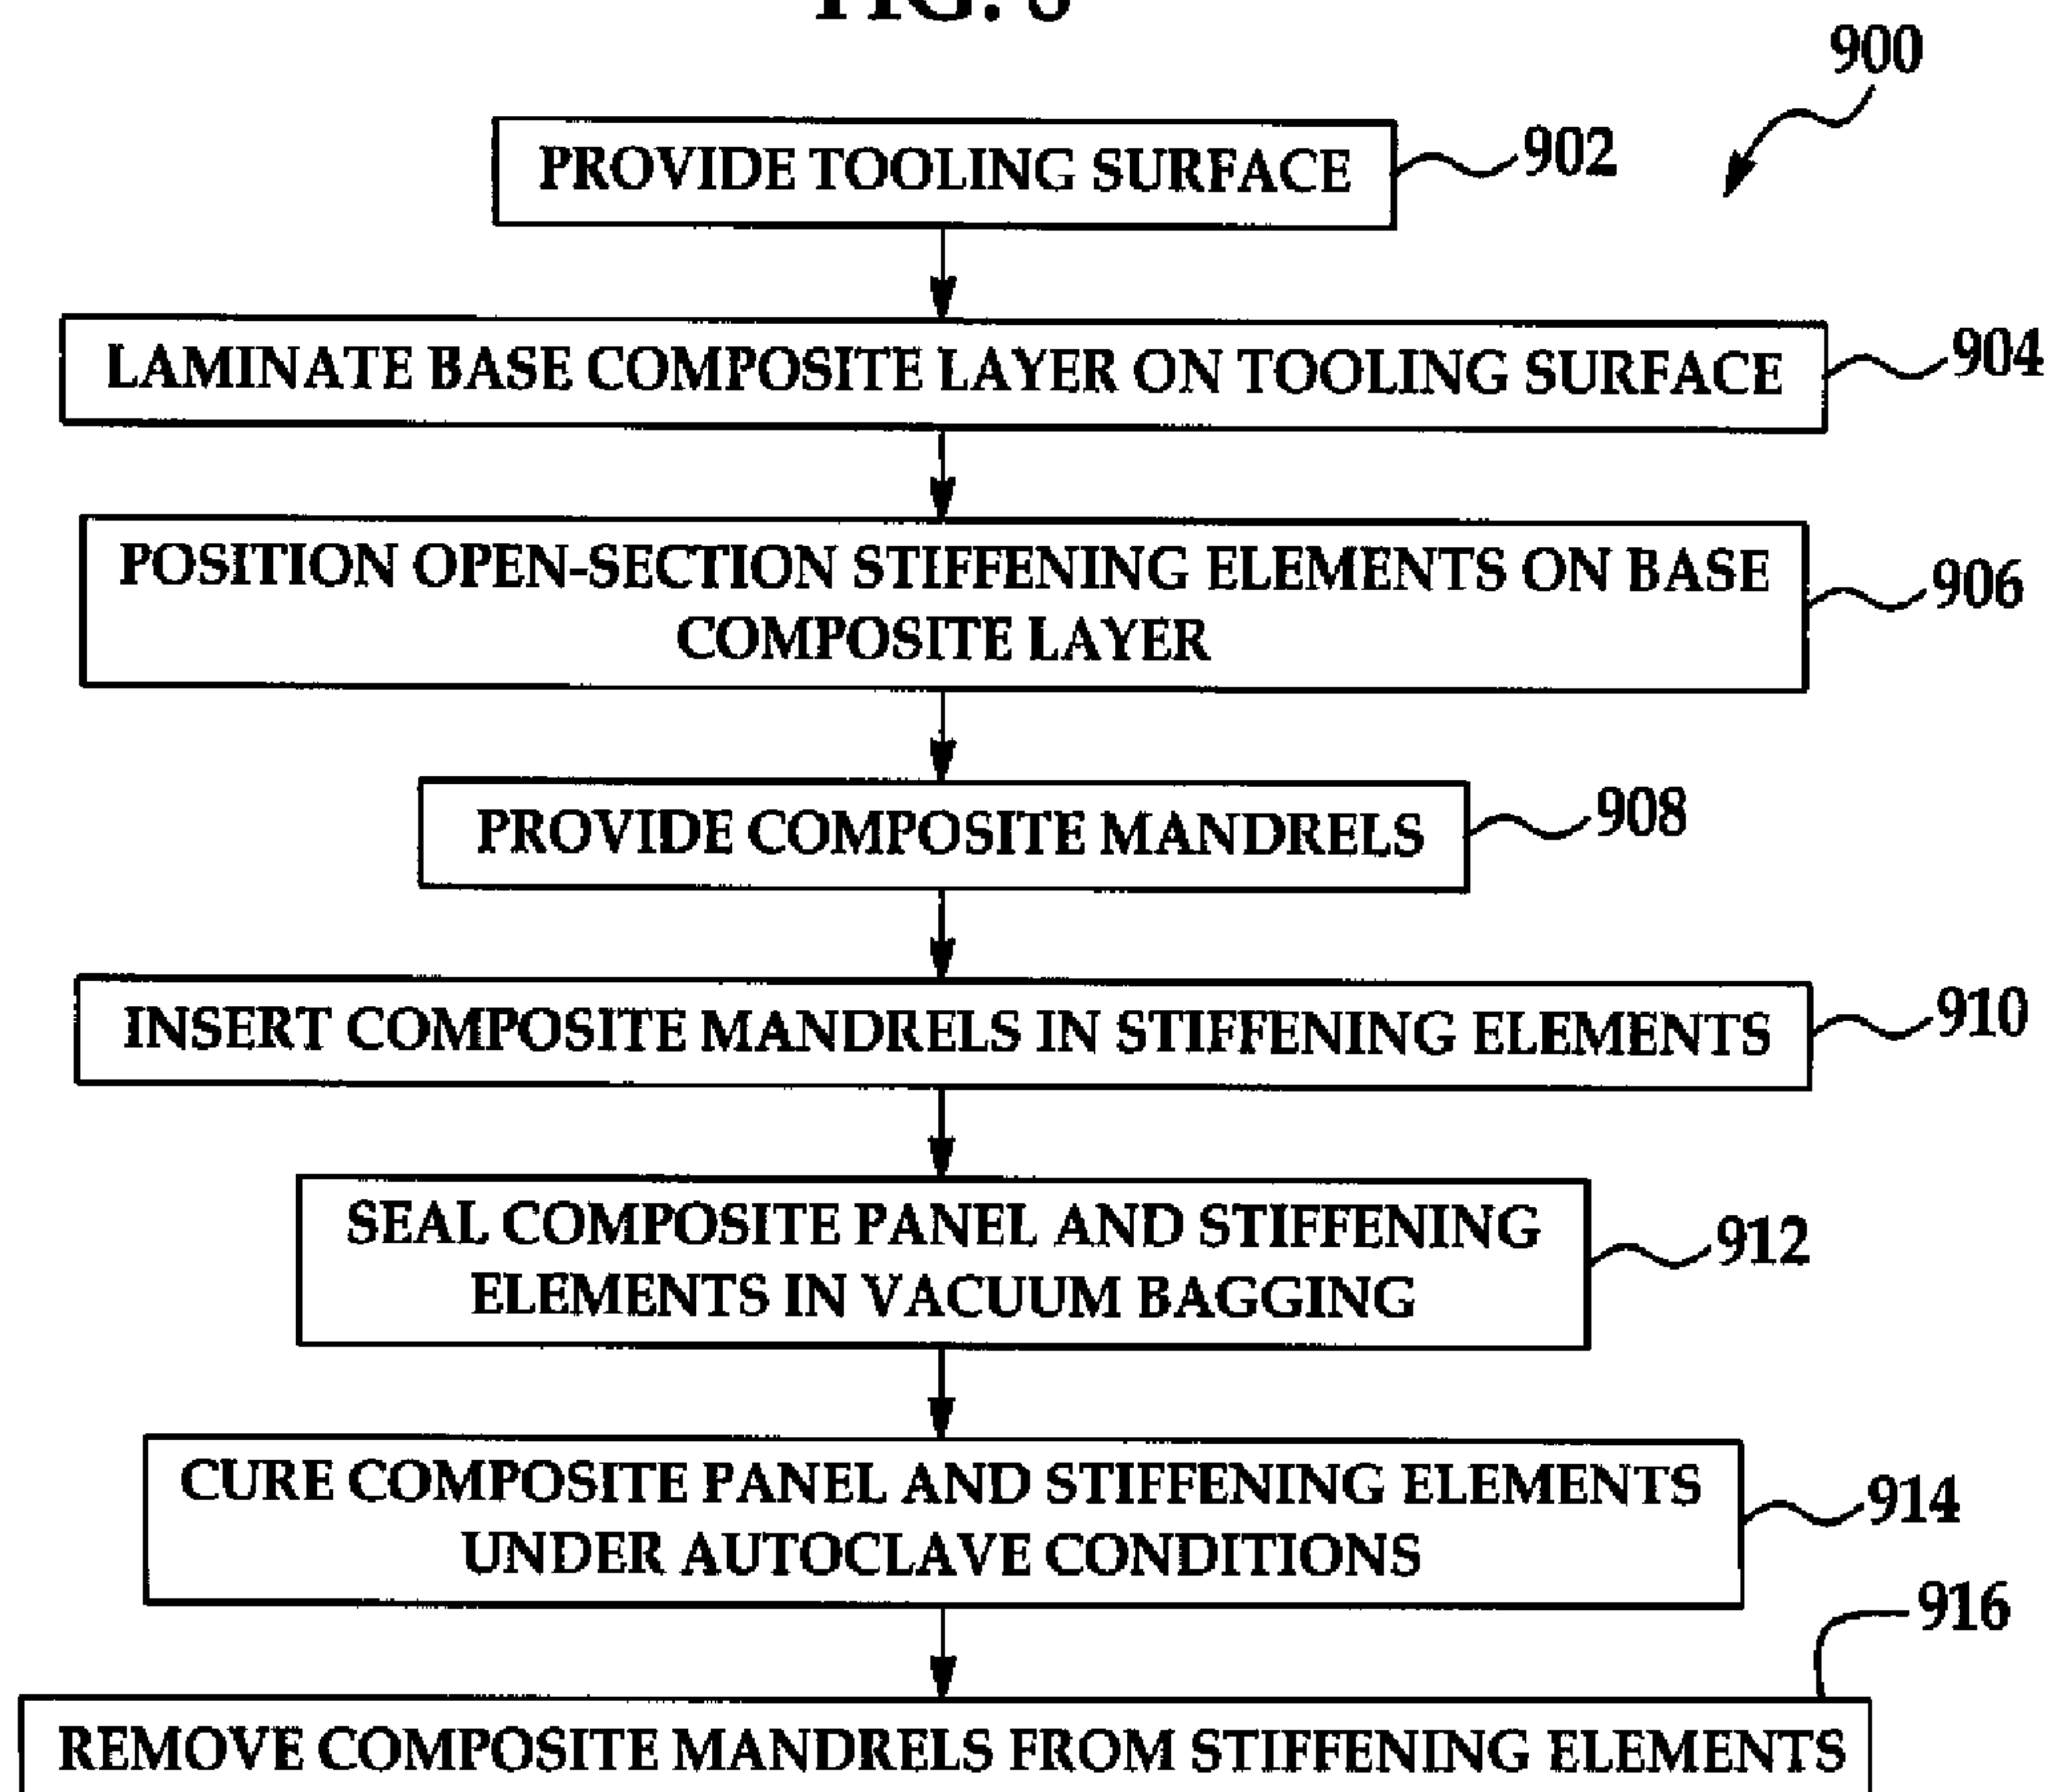 900
PROVIDE TOOLING SURFACE
902
LAMINATE BASE COMPOSITE LAYER ON TOOLING SURFACE
904
POSITION OPEN-SECTION STIFFENING ELEMENTS ON BASE
COMPOSITE LAYER
906
PROVIDE COMPOSITE MANDRELS
908
INSERT COMPOSITE MANDRELS IN STIFFENING ELEMENTS
910
SEAL COMPOSITE PANEL AND STIFFENING
ELEMENTS IN VACUUM BAGGING
912
CURE COMPOSITE PANEL AND STIFFENING ELEMENTS
UNDER AUTOCLAVE CONDITIONS
914
916
REMOVE COMPOSITE MANDRELS FROM STIFFENING ELEMENTS